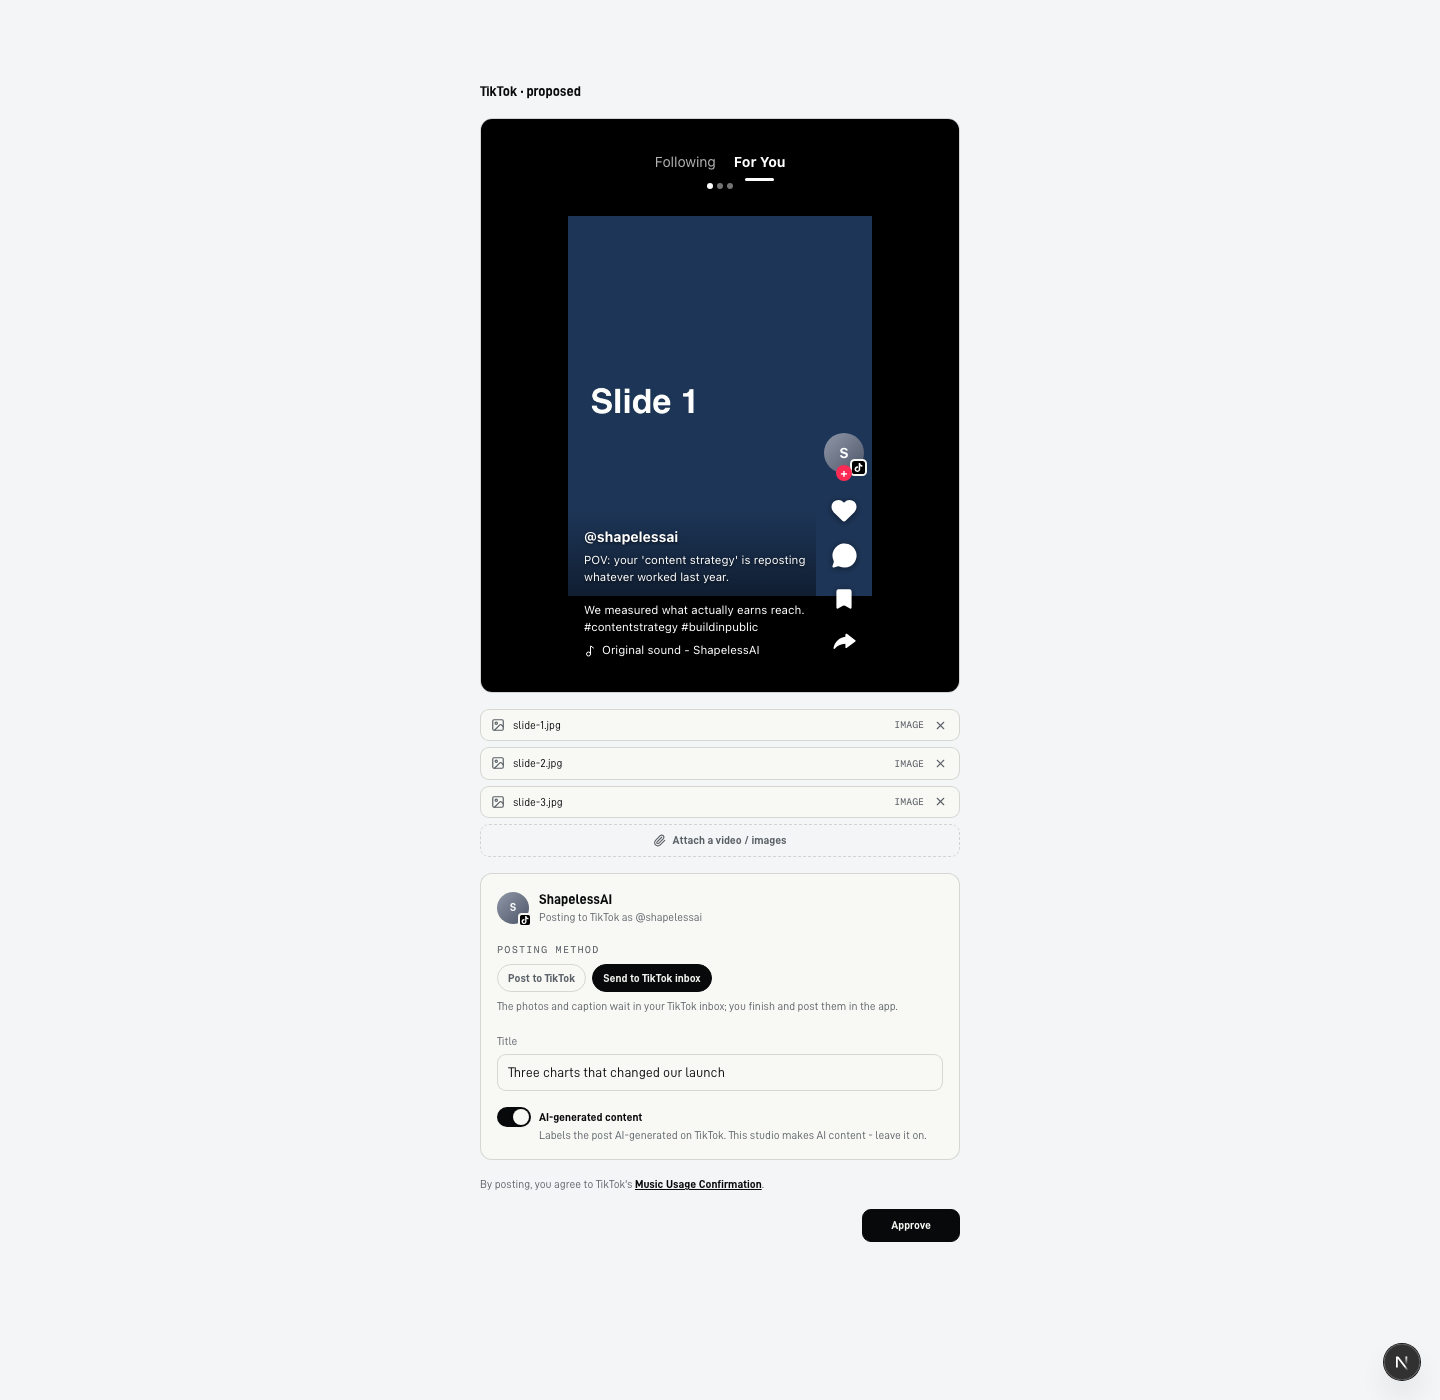 TikTok · proposed
Following For You
Slide 1
S
@shapelessai
POV: your 'content strategy' is reposting
whatever worked last year.
We measured what actually earns reach.
#contentstrategy #buildinpublic
Original sound - ShapelessAI
slide-1.jpg IMAGE
slide-2.jpg IMAGE
slide-3.jpg IMAGE
Attach a video / images
S
ShapelessAI
Posting to TikTok as @shapelessai
POSTING METHOD
Post to TikTok Send to TikTok inbox
The photos and caption wait in your TikTok inbox; you finish and post them in the app.
Title
Three charts that changed our launch
AI-generated content
Labels the post AI-generated on TikTok. This studio makes AI content - leave it on.
By posting, you agree to TikTok's Music Usage Confirmation.
Approve
N